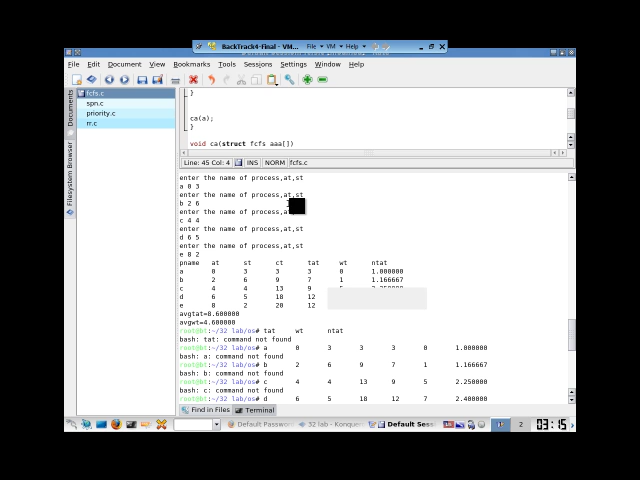 BackTrack4-Final - VM... File VM Help
File Edit Document View Bookmarks Tools Sessions Settings Window Help
Documents
Filesystem Browser
fcfs.c
spn.c
priority.c
rr.c
}
ca(a);
}
void ca(struct fcfs aaa[])
Line: 45 Col: 4 INS NORM fcfs.c
enter the name of process,at,st
a 0 3
enter the name of process,at,st
b 2 6
enter the name of process,at
c 4 4
enter the name of process,at,st
d 6 5
enter the name of process,at,st
e 8 2
pname at st ct tat wt ntat
a 0 3 3 3 0 1.000000
b 2 6 9 7 1 1.166667
c 4 4 13 9
d 6 5 18 12
e 8 2 20 12
avgtat=8.600000
avgwt=4.600000
root@bt:~/32 lab/os# tat wt ntat
bash: tat: command not found
root@bt:~/32 lab/os# a 0 3 3 3 0 1.000000
bash: a: command not found
root@bt:~/32 lab/os# b 2 6 9 7 1 1.166667
bash: b: command not found
root@bt:~/32 lab/os# c 4 4 13 9 5 2.250000
bash: c: command not found
root@bt:~/32 lab/os# d 6 5 18 12 7 2.400000
Find in Files Terminal
Default Passwor 32 lab - Konque Default Ses 2 03:15